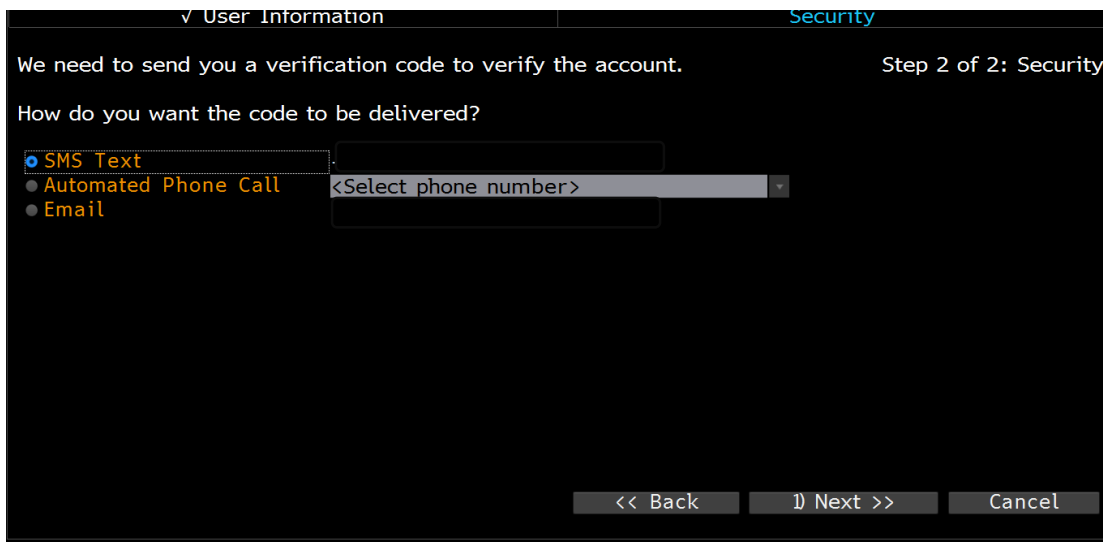 √ User Information Security
We need to send you a verification code to verify the account. Step 2 of 2: Security
How do you want the code to be delivered?
SMS Text
Automated Phone Call <Select phone number>
Email
<< Back 1) Next >> Cancel